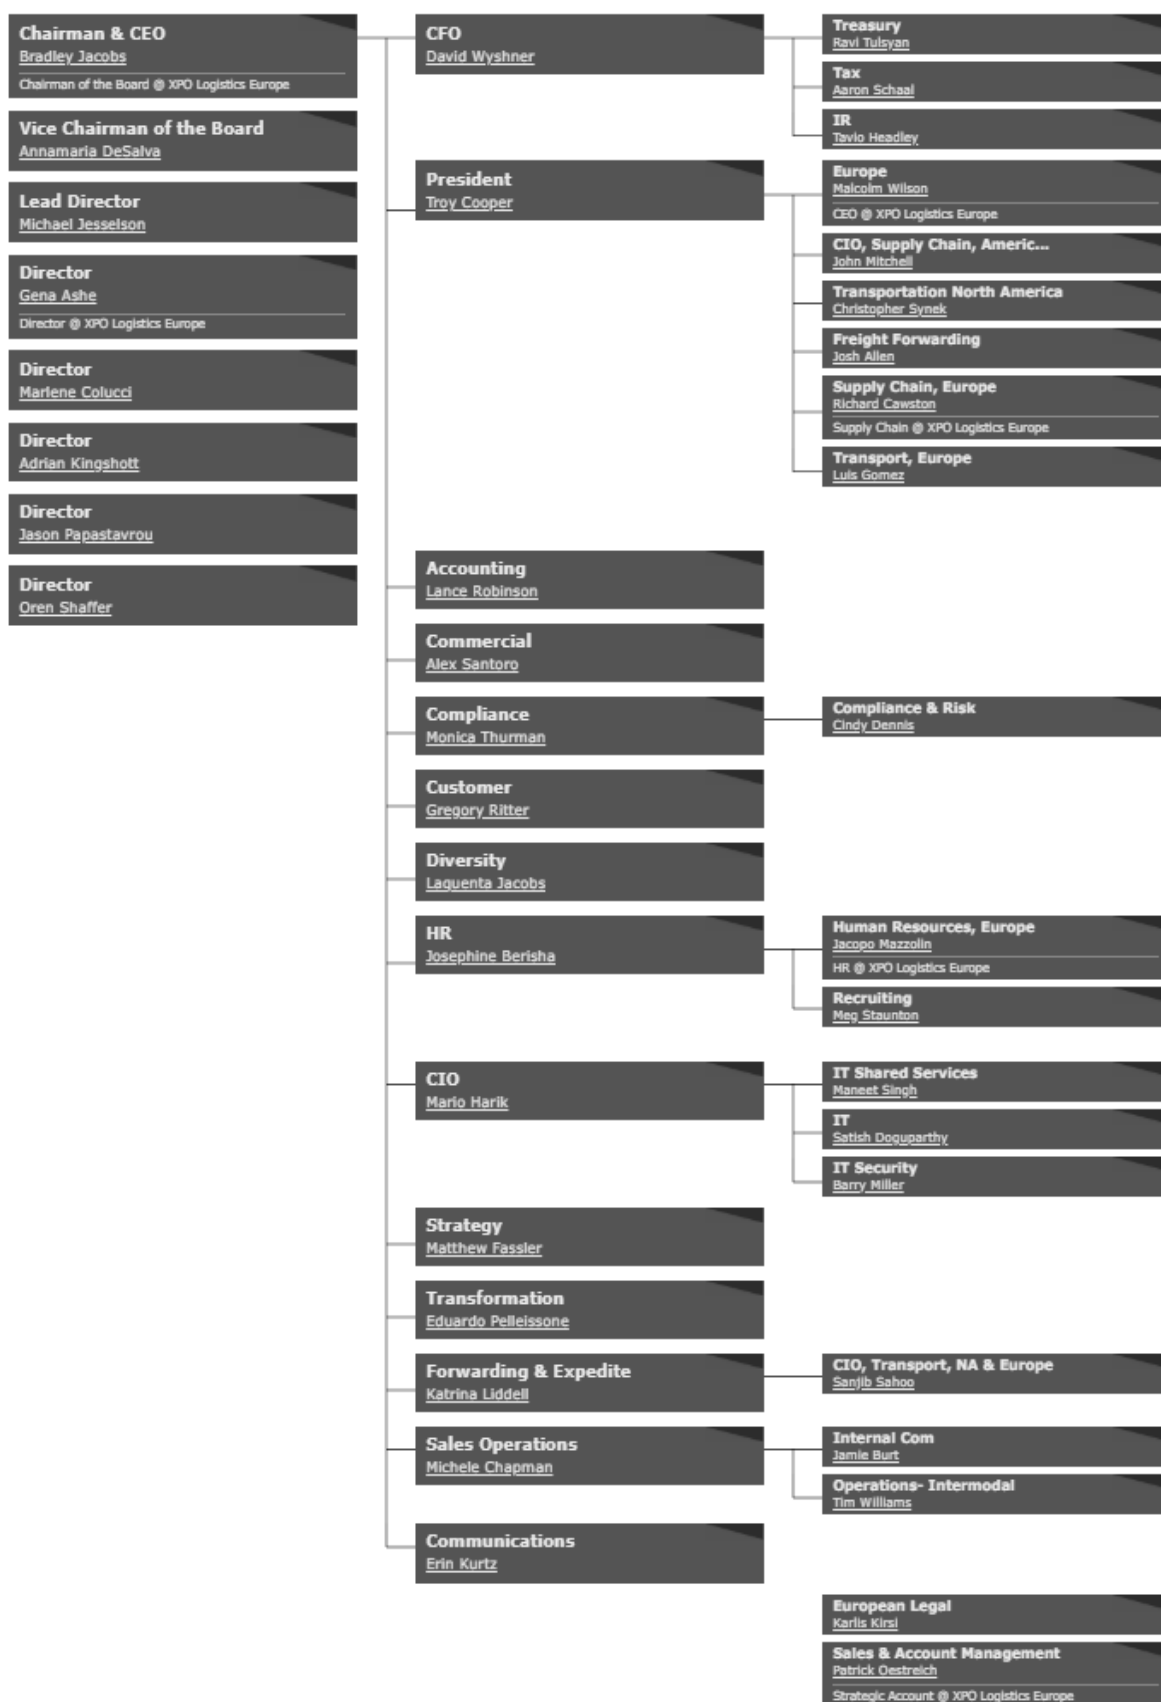 Chairman & CEO
Bradley Jacobs
Chairman of the Board @ XPO Logistics Europe
Vice Chairman of the Board
Annamaria DeSalva
Lead Director
Michael Jesselson
Director
Gena Ashe
Director @ XPO Logistics Europe
Director
Marlene Colucci
Director
Adrian Kingshott
Director
Jason Papastavrou
Director
Oren Shaffer
CFO
David Wyshner
President
Troy Cooper
Accounting
Lance Robinson
Commercial
Alex Santoro
Compliance
Monica Thurman
Customer
Gregory Ritter
Diversity
Laquenta Jacobs
HR
Josephine Berisha
CIO
Mario Harik
Strategy
Matthew Fassler
Transformation
Eduardo Pelleissone
Forwarding & Expedite
Katrina Liddell
Sales Operations
Michele Chapman
Communications
Erin Kurtz
Treasury
Ravi Tulsyan
Tax
Aaron Schaal
IR
Tavio Headley
Europe
Malcolm Wilson
CEO @ XPO Logistics Europe
CIO, Supply Chain, Americ...
John Mitchell
Transportation North America
Christopher Synek
Freight Forwarding
Josh Allen
Supply Chain, Europe
Richard Cawston
Supply Chain @ XPO Logistics Europe
Transport, Europe
Luis Gomez
Compliance & Risk
Cindy Dennis
Human Resources, Europe
Jacopo Mazzolin
HR @ XPO Logistics Europe
Recruiting
Meg Staunton
IT Shared Services
Maneet Singh
IT
Satish Doguparthy
IT Security
Barry Miller
CIO, Transport, NA & Europe
Sanjib Sahoo
Internal Com
Jamie Burt
Operations- Intermodal
Tim Williams
European Legal
Karlis Kirsi
Sales & Account Management
Patrick Oestreich
Strategic Account @ XPO Logistics Europe